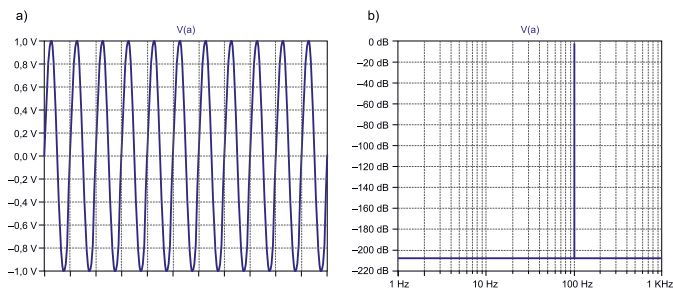 a)
V(a)
1,0 V
0,8 V
0,6 V
0,4 V
0,2 V
0,0 V
–0,2 V
–0,4 V
–0,6 V
–0,8 V
–1,0 V
b)
V(a)
0 dB
–20 dB
–40 dB
–60 dB
–80 dB
–100 dB
–120 dB
–140 dB
–160 dB
–180 dB
–200 dB
–220 dB
1 Hz 10 Hz 100 Hz 1 KHz